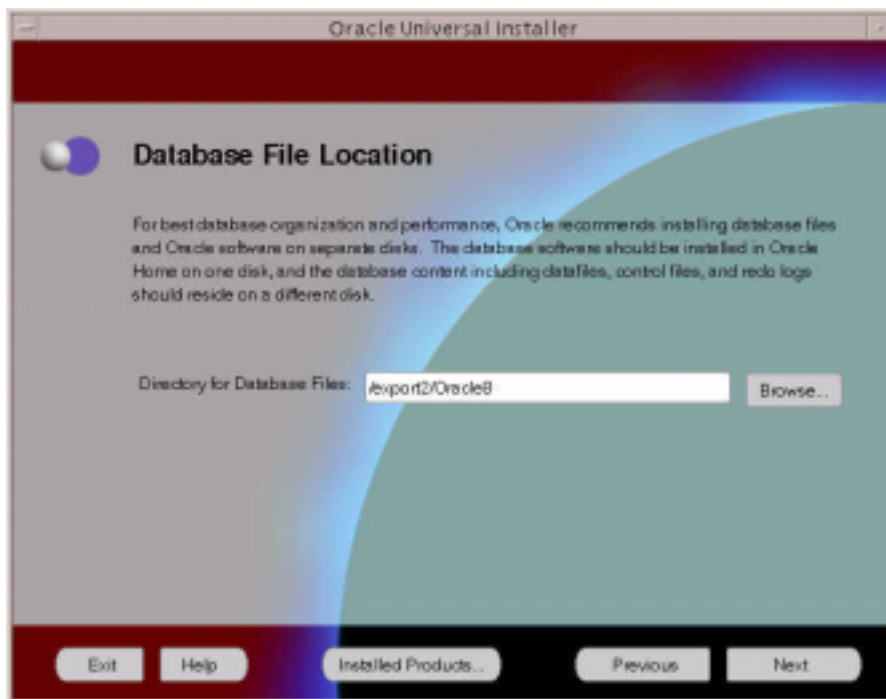 Oracle Universal Installer
Database File Location
For best database organization and performance, Oracle recommends installing database files
and Oracle software on separate disks. The database software should be installed in Oracle
Home on one disk, and the database content including datafiles, control files, and redo logs
should reside on a different disk.
Directory for Database Files: /export2/Oracle8 Browse...
Exit Help Installed Products... Previous Next